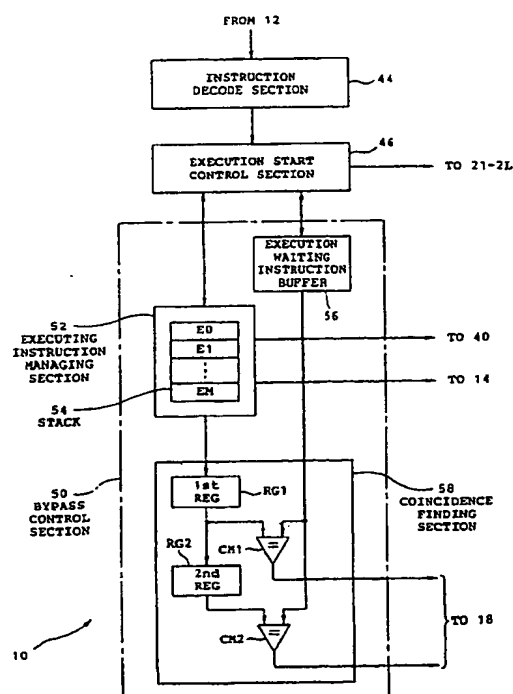 FROM 12
INSTRUCTION
DECODE SECTION
44
EXECUTION START
CONTROL SECTION
46
TO 21-2L
EXECUTION
WAITING
INSTRUCTION
BUFFER
56
52
EXECUTING
INSTRUCTION
MANAGING
SECTION
E0
E1
EM
TO 40
TO 14
54
STACK
50
BYPASS
CONTROL
SECTION
1st
REG
RG1
58
COINCIDENCE
FINDING
SECTION
RG2
2nd
REG
=
CM1
=
CM2
TO 18
10